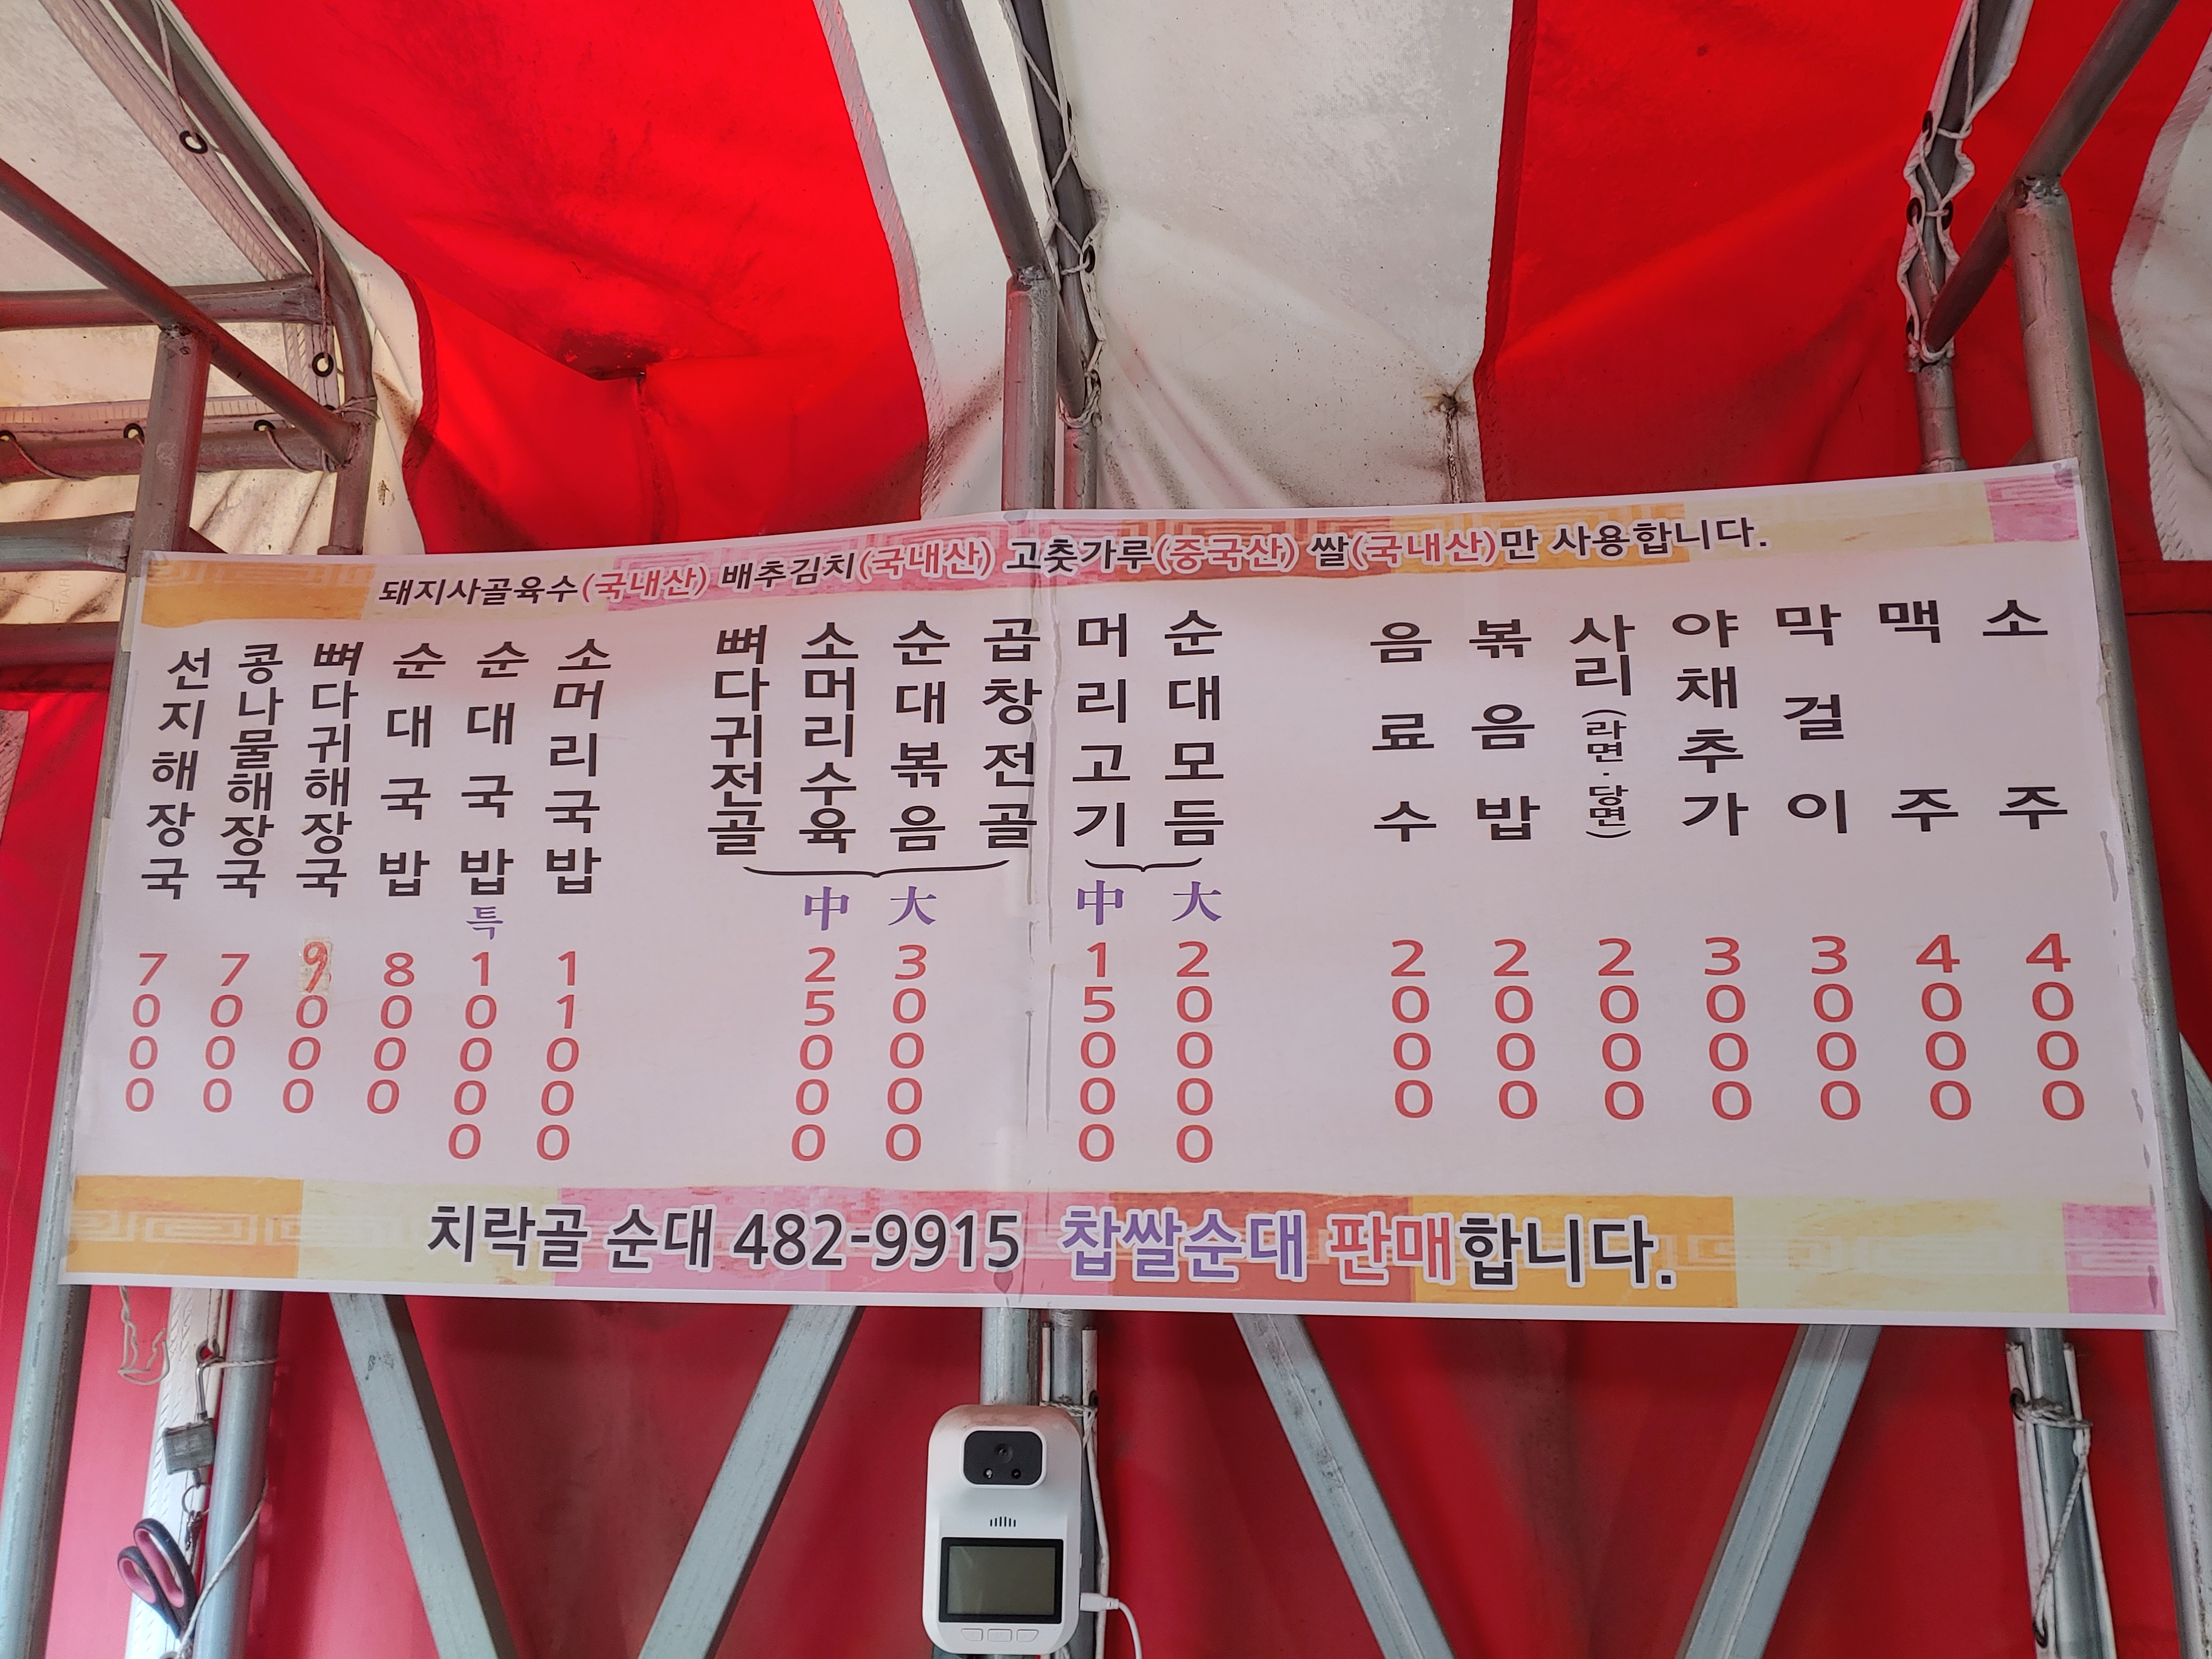 돼지사골육수(국내산) 배추김치(국내산) 고춧가루(중국산) 쌀(국내산)만 사용합니다.
선지해장국 7000
콩나물해장국 7000
뼈다귀해장국 9000
순대국밥 8000
순대국밥 특 10000
소머리국밥 11000
뼈다귀전골
소머리수육
순대볶음
곱창전골
中 25000
大 30000
머리고기
순대모듬
中 15000
大 20000
음료수 2000
볶음밥 2000
사리(라면·당면) 2000
야채추가 3000
막걸이 3000
맥주 4000
소주 4000
치락골 순대 482-9915 찹쌀순대 판매합니다.